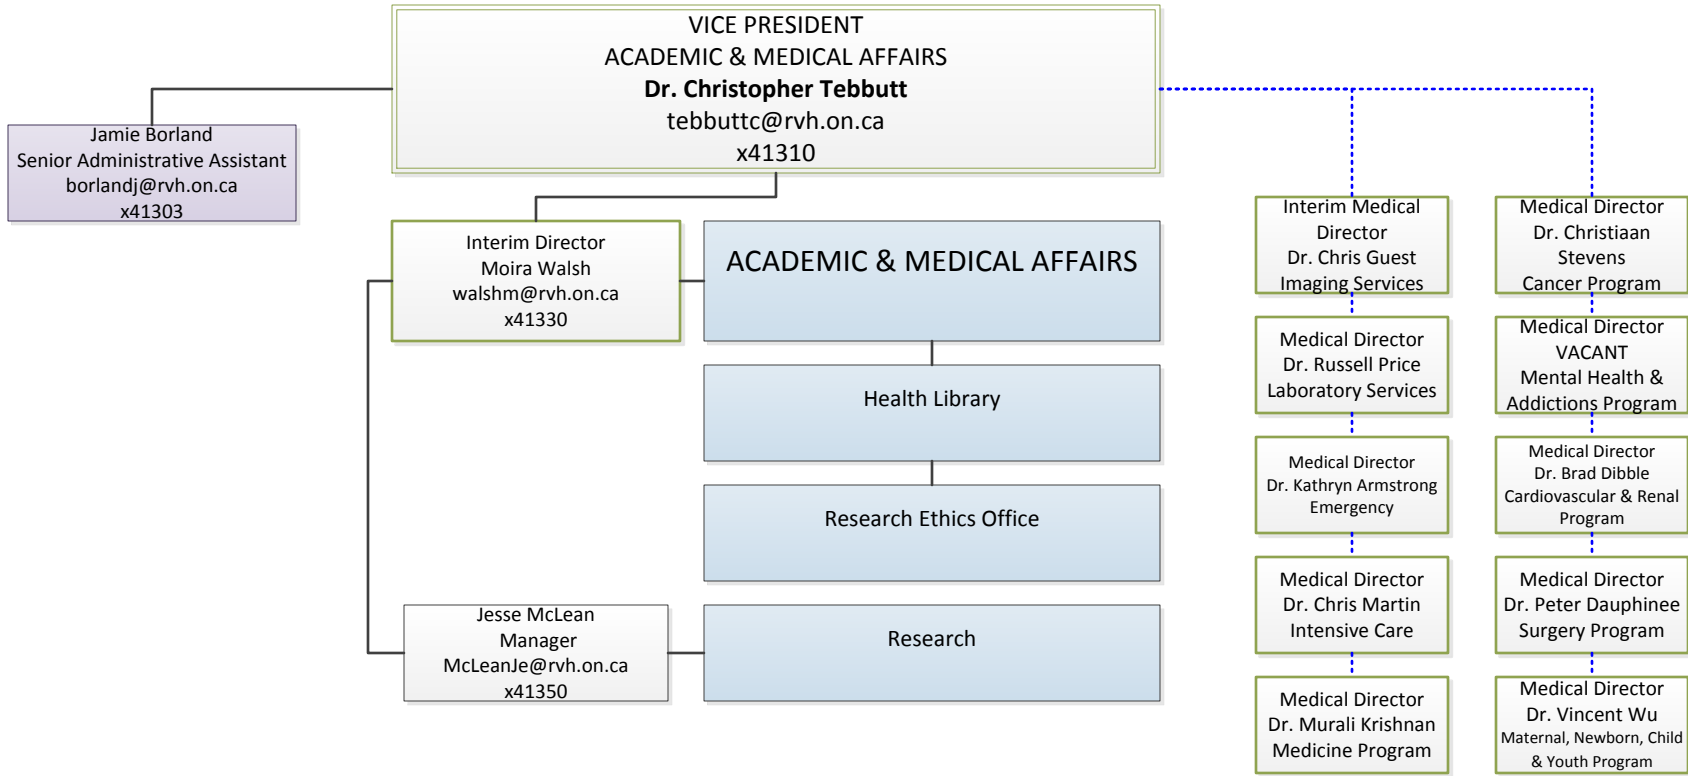 VICE PRESIDENT
ACADEMIC & MEDICAL AFFAIRS
Dr. Christopher Tebbutt
tebbuttc@rvh.on.ca
x41310
Jamie Borland
Senior Administrative Assistant
borlandj@rvh.on.ca
x41303
Interim Director
Moira Walsh
walshm@rvh.on.ca
x41330
ACADEMIC & MEDICAL AFFAIRS
Health Library
Research Ethics Office
Jesse McLean
Manager
McLeanJe@rvh.on.ca
x41350
Research
Interim Medical
Director
Dr. Chris Guest
Imaging Services
Medical Director
Dr. Russell Price
Laboratory Services
Medical Director
Dr. Kathryn Armstrong
Emergency
Medical Director
Dr. Chris Martin
Intensive Care
Medical Director
Dr. Murali Krishnan
Medicine Program
Medical Director
Dr. Christiaan
Stevens
Cancer Program
Medical Director
VACANT
Mental Health &
Addictions Program
Medical Director
Dr. Brad Dibble
Cardiovascular & Renal
Program
Medical Director
Dr. Peter Dauphinee
Surgery Program
Medical Director
Dr. Vincent Wu
Maternal, Newborn, Child
& Youth Program